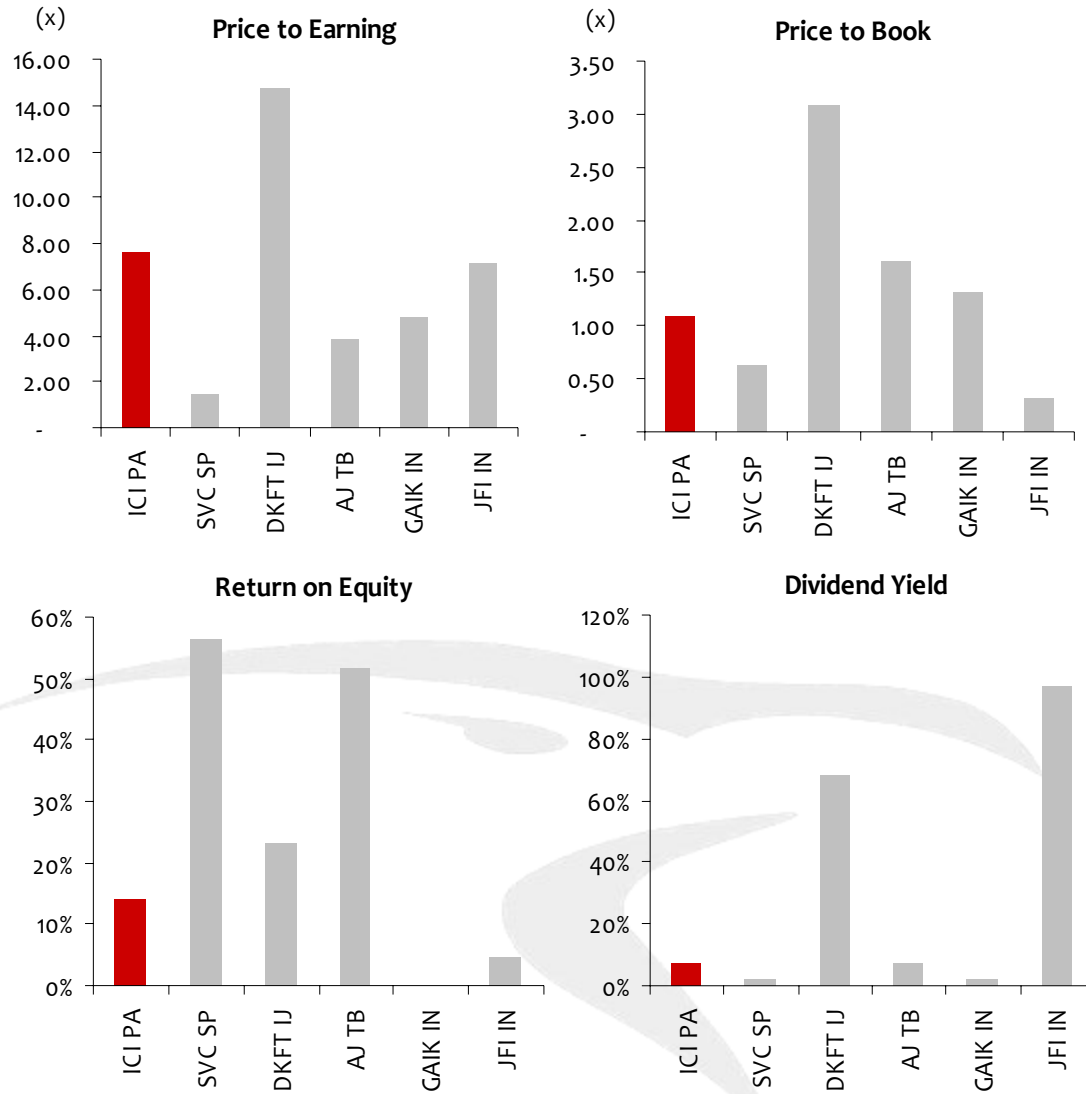 (x)
Price to Earning
16.00
14.00
12.00
10.00
8.00
6.00
4.00
2.00
-
ICI PA
SVC SP
DKFT IJ
AJ TB
GAIK IN
JFI IN
(x)
Price to Book
3.50
3.00
2.50
2.00
1.50
1.00
0.50
-
ICI PA
SVC SP
DKFT IJ
AJ TB
GAIK IN
JFI IN
Return on Equity
60%
50%
40%
30%
20%
10%
0%
ICI PA
SVC SP
DKFT IJ
AJ TB
GAIK IN
JFI IN
Dividend Yield
120%
100%
80%
60%
40%
20%
0%
ICI PA
SVC SP
DKFT IJ
AJ TB
GAIK IN
JFI IN